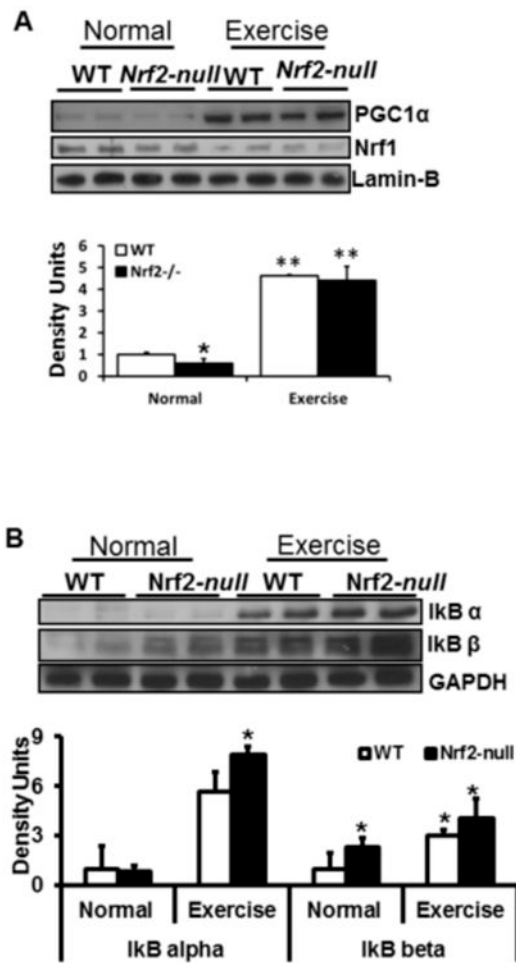 A
Normal Exercise
WT Nrf2-null WT Nrf2-null
PGC1α
Nrf1
Lamin-B
6
5
4
3
2
1
0
Density Units
WT
Nrf2-/-
*
**
**
Normal Exercise
B
Normal Exercise
WT Nrf2-null WT Nrf2-null
IkB α
IkB β
GAPDH
9
6
3
0
Density Units
WT Nrf2-null
*
*
*
*
Normal Exercise Normal Exercise
IkB alpha IkB beta